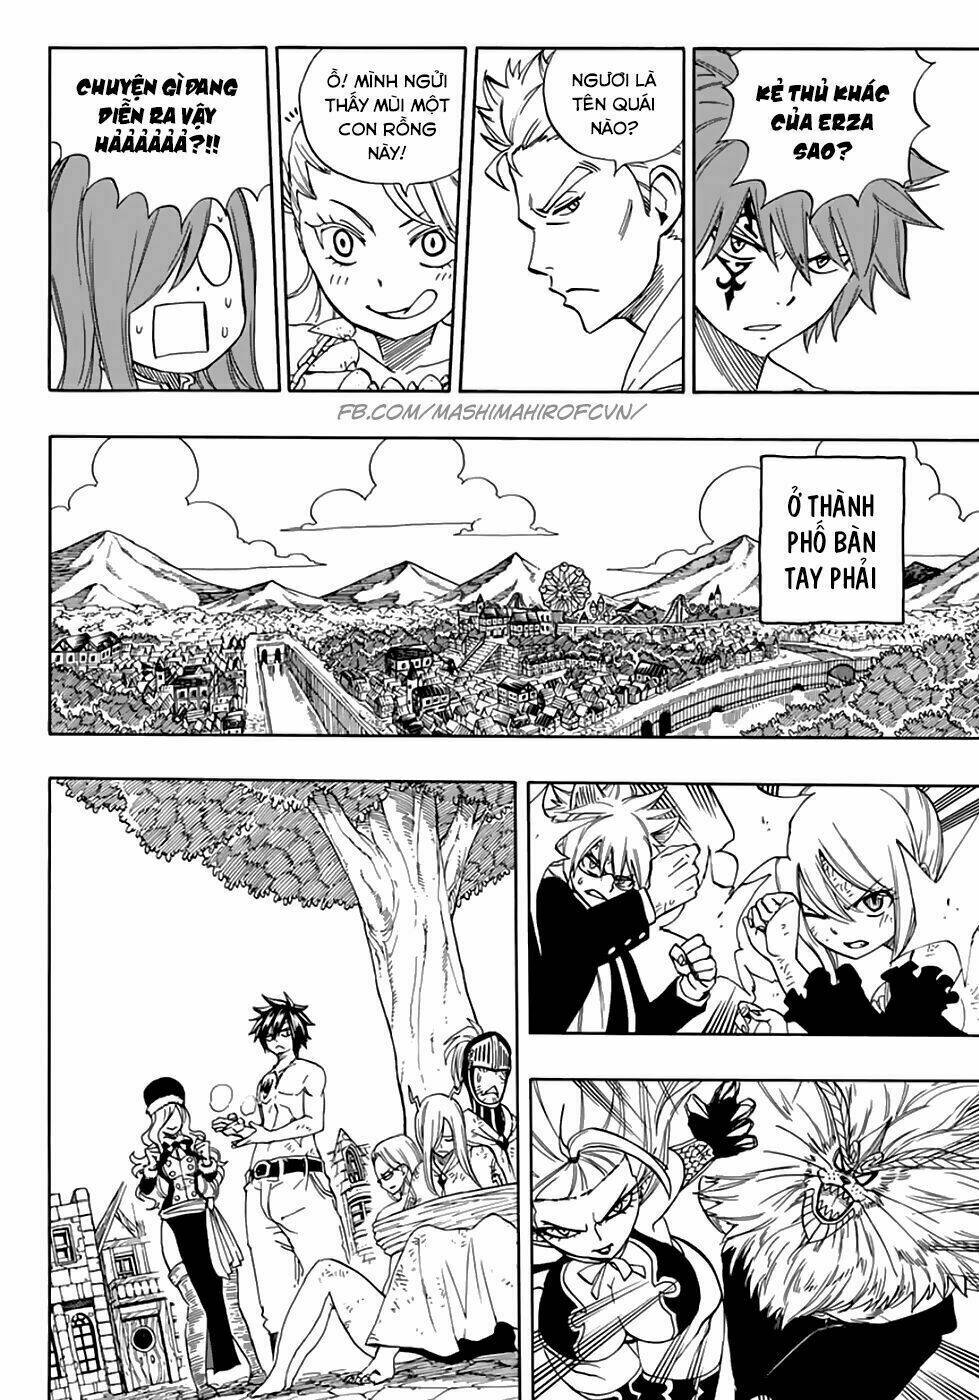 KẺ THÙ KHÁC
CỦA ERZA
SAO?
NGƯƠI LÀ
TÊN QUÁI
NÀO?
Ồ! MÌNH NGỬI
THẤY MÙI MỘT
CON RỒNG
NÀY!
CHUYỆN GÌ ĐANG
DIỄN RA VẬY
HẢẢẢẢẢẢ?!!
FB.COM/MASHIMAHIROFCVN/
Ở THÀNH
PHỐ BÀN
TAY PHẢI